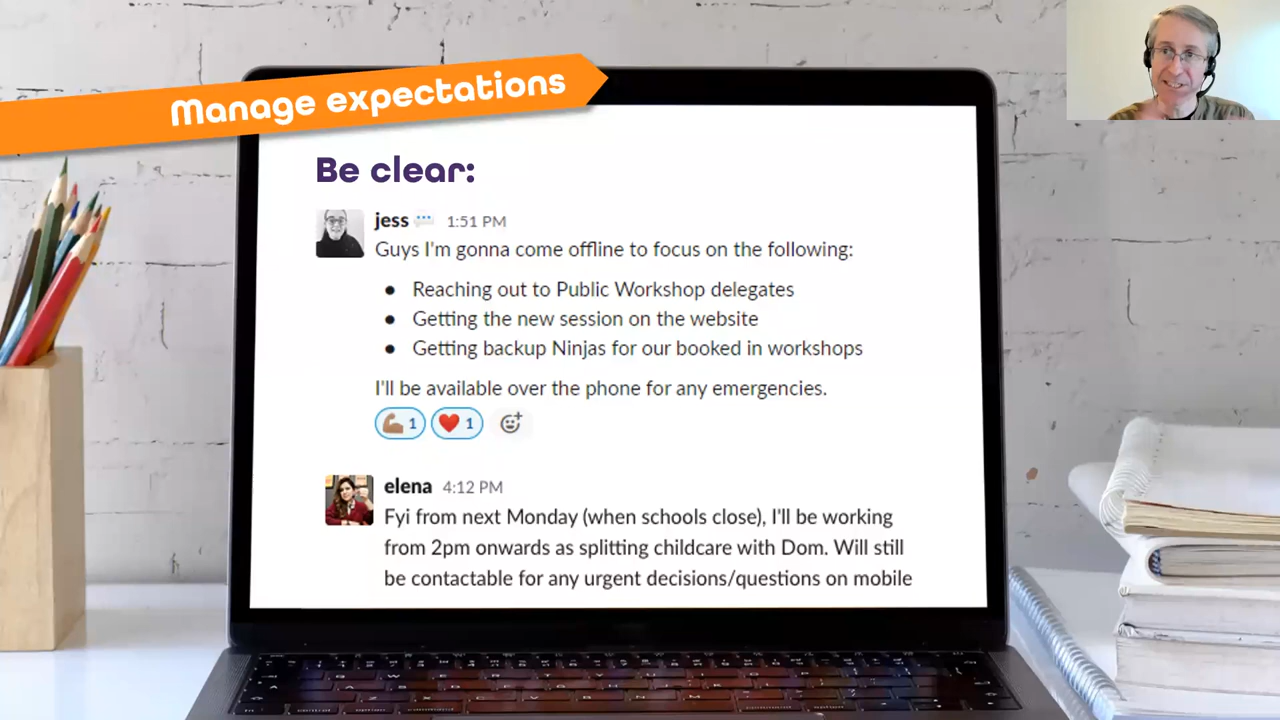 Manage expectations
Be clear:
jess 1:51 PM
Guys I'm gonna come offline to focus on the following:
● Reaching out to Public Workshop delegates
● Getting the new session on the website
● Getting backup Ninjas for our booked in workshops
I'll be available over the phone for any emergencies.
💪🏽 1 ❤️ 1
elena 4:12 PM
Fyi from next Monday (when schools close), I'll be working
from 2pm onwards as splitting childcare with Dom. Will still
be contactable for any urgent decisions/questions on mobile